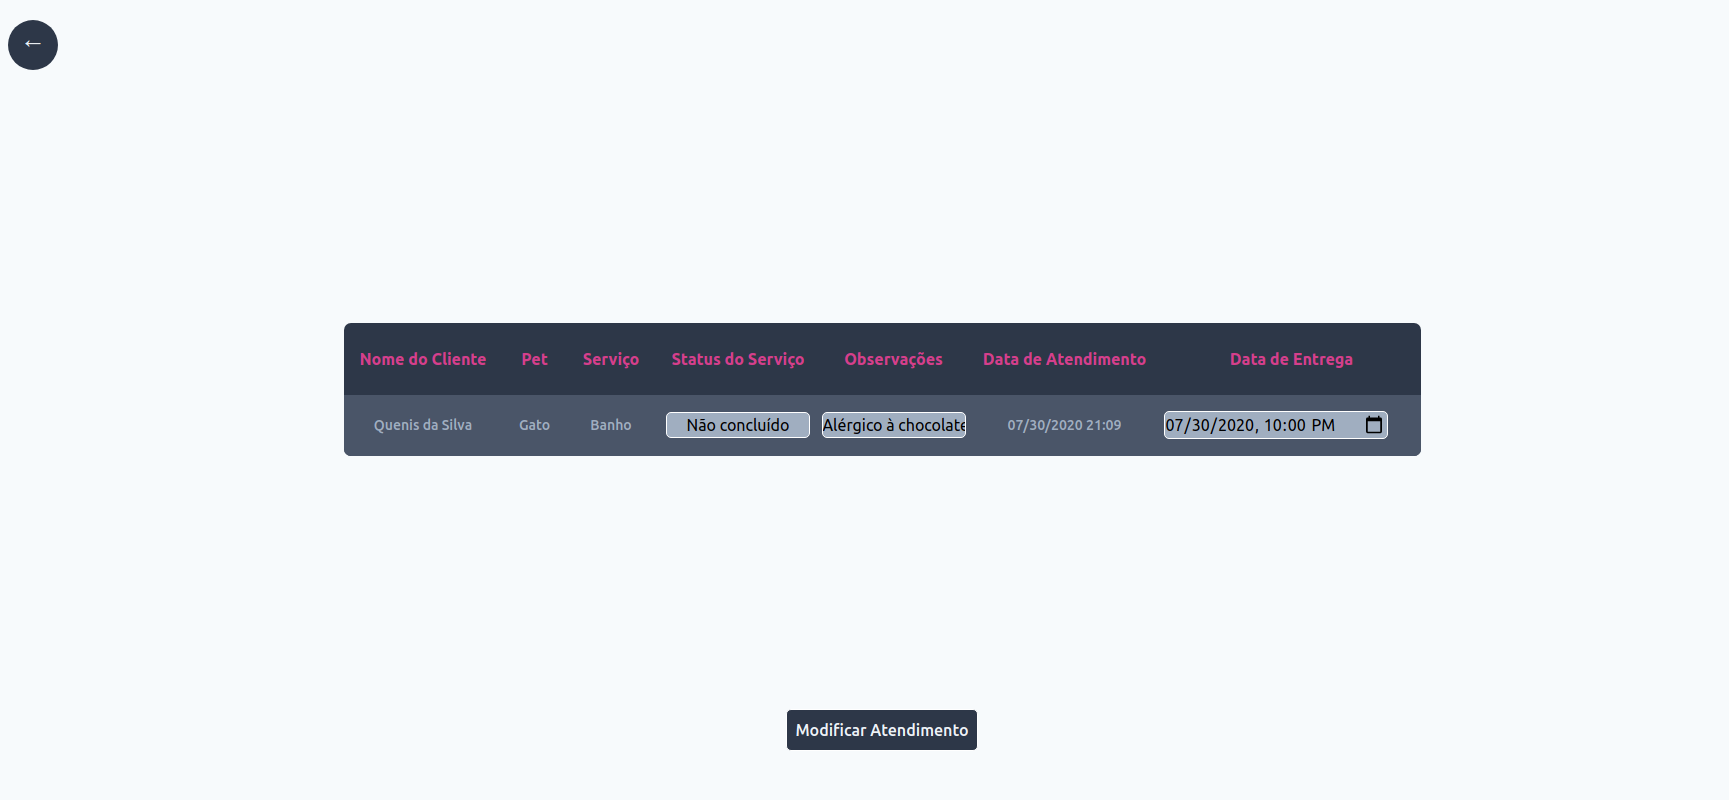 ←
Nome do Cliente Pet Serviço Status do Serviço Observações Data de Atendimento Data de Entrega
Quenis da Silva Gato Banho Não concluído Alérgico à chocolate 07/30/2020 21:09 07/30/2020, 10:00 PM
Modificar Atendimento